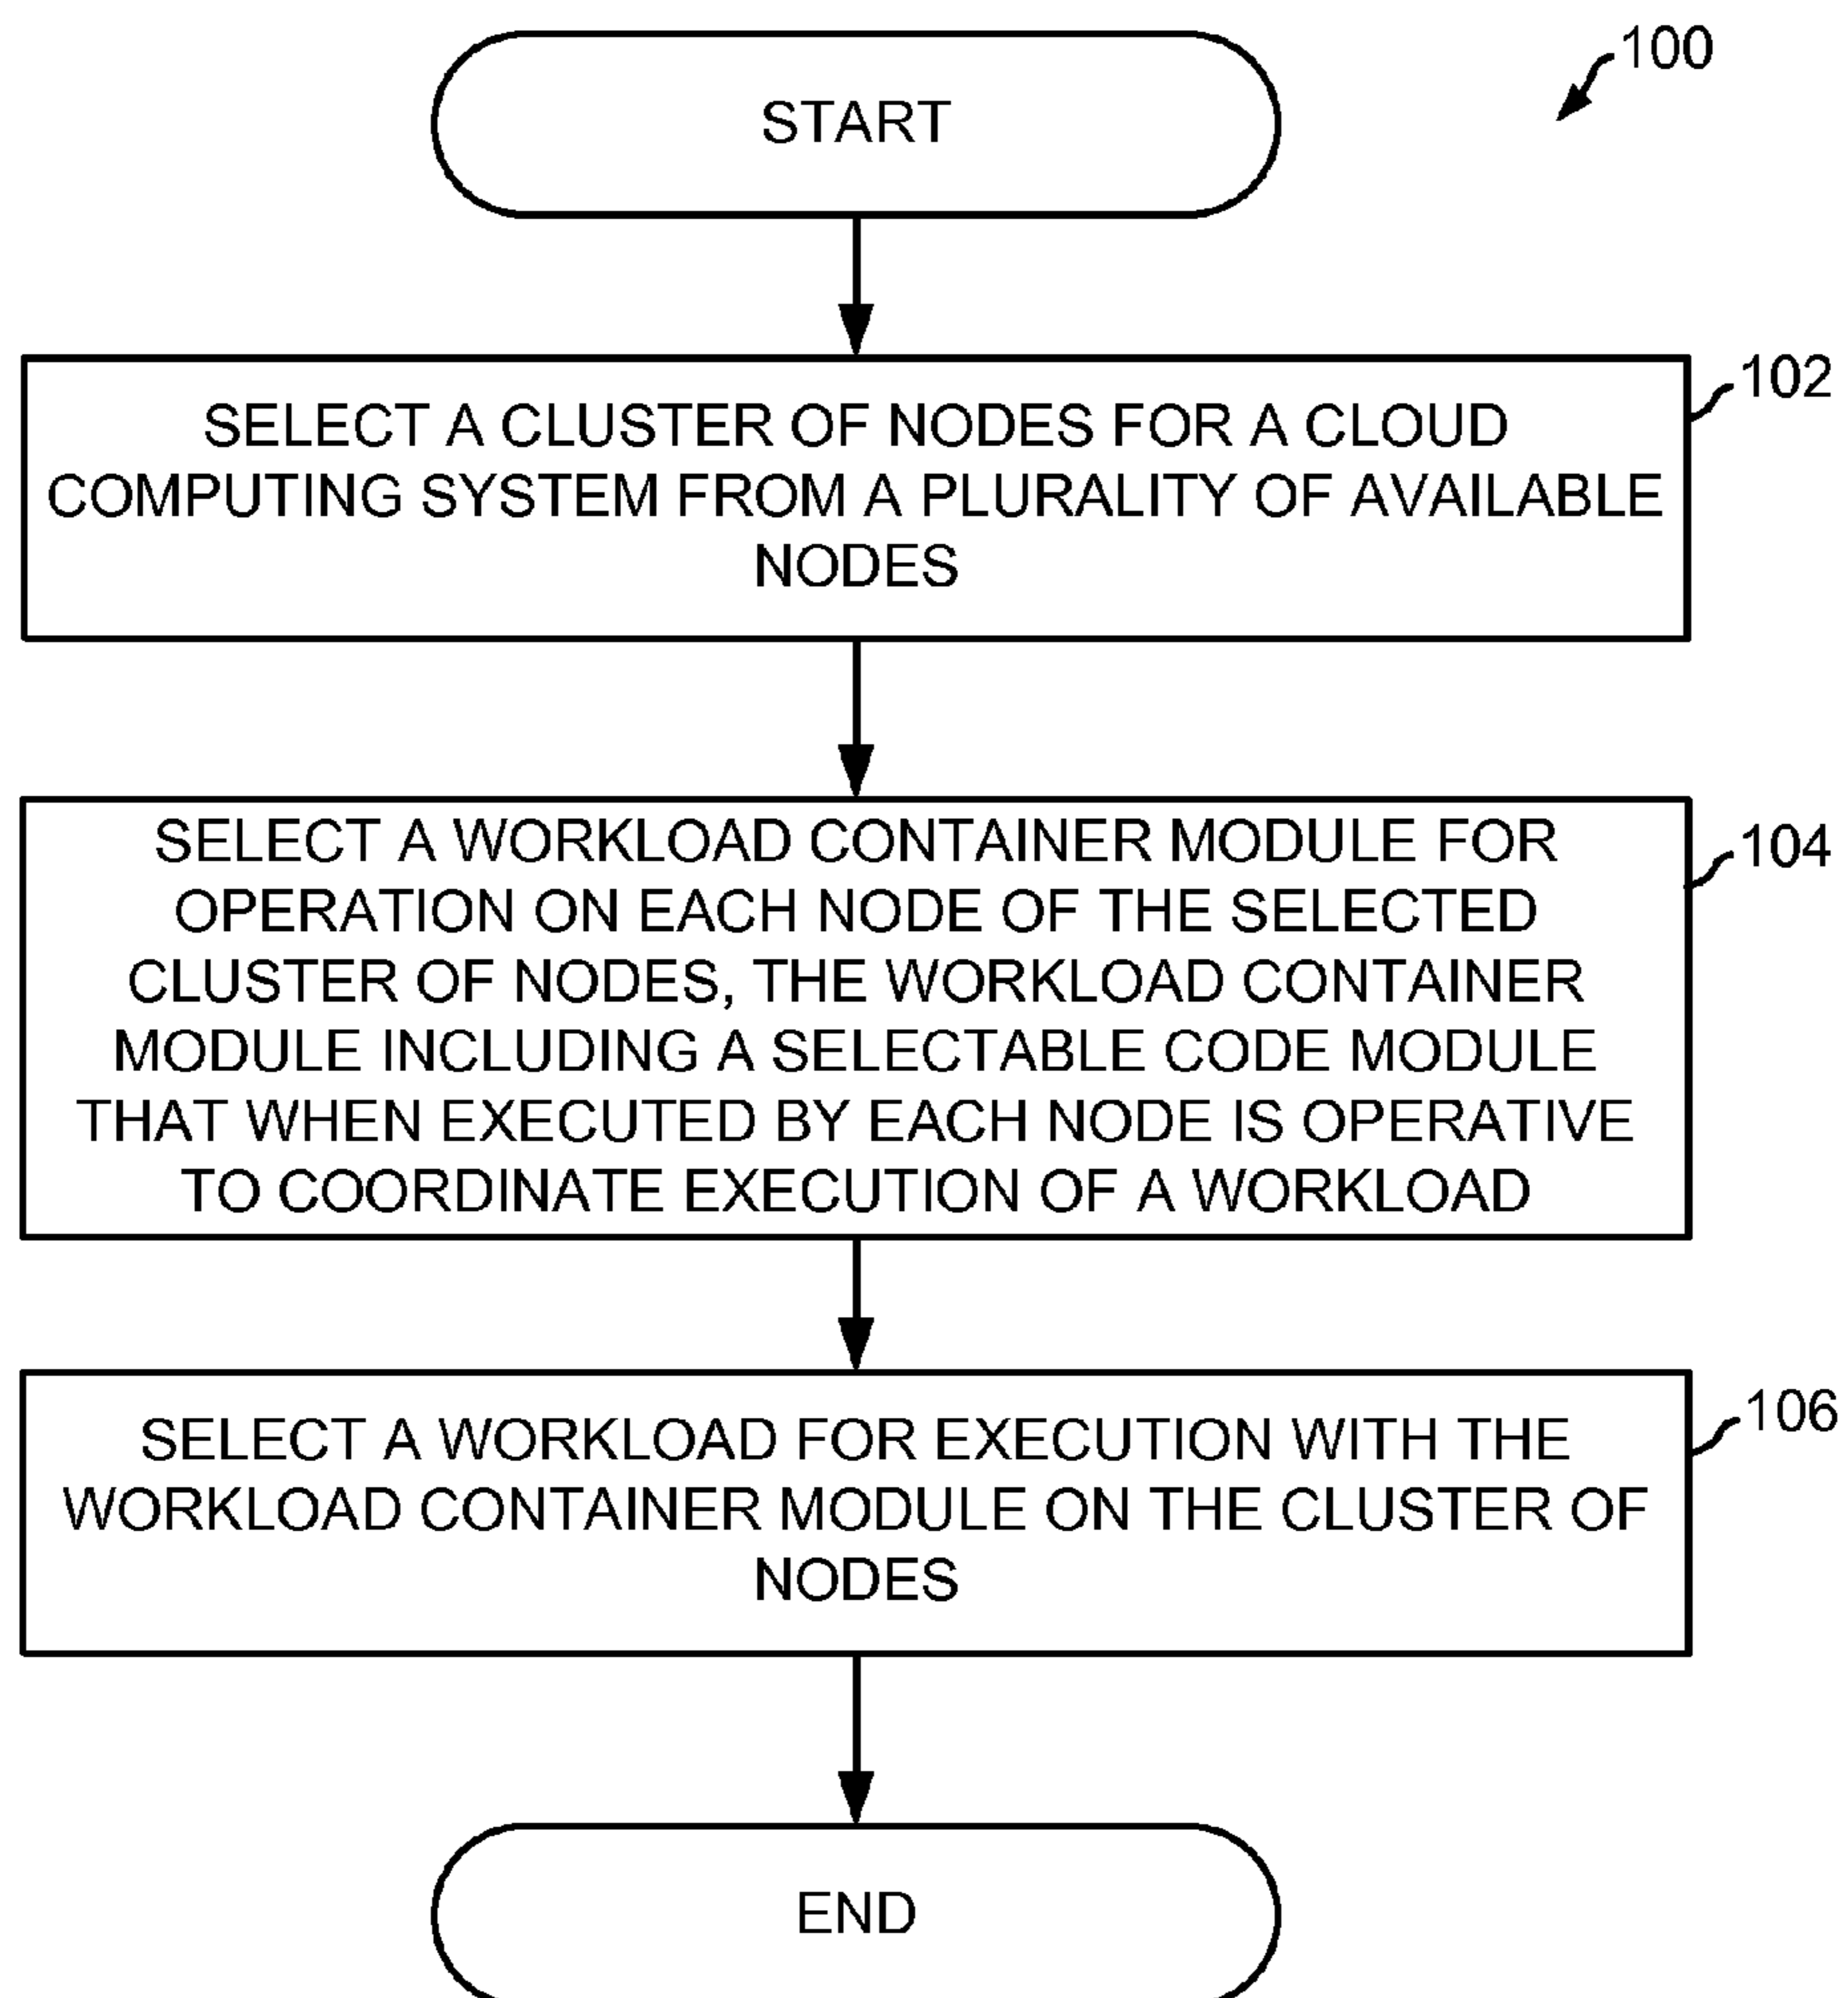 100
START
102
SELECT A CLUSTER OF NODES FOR A CLOUD
COMPUTING SYSTEM FROM A PLURALITY OF AVAILABLE
NODES
104
SELECT A WORKLOAD CONTAINER MODULE FOR
OPERATION ON EACH NODE OF THE SELECTED
CLUSTER OF NODES, THE WORKLOAD CONTAINER
MODULE INCLUDING A SELECTABLE CODE MODULE
THAT WHEN EXECUTED BY EACH NODE IS OPERATIVE
TO COORDINATE EXECUTION OF A WORKLOAD
106
SELECT A WORKLOAD FOR EXECUTION WITH THE
WORKLOAD CONTAINER MODULE ON THE CLUSTER OF
NODES
END